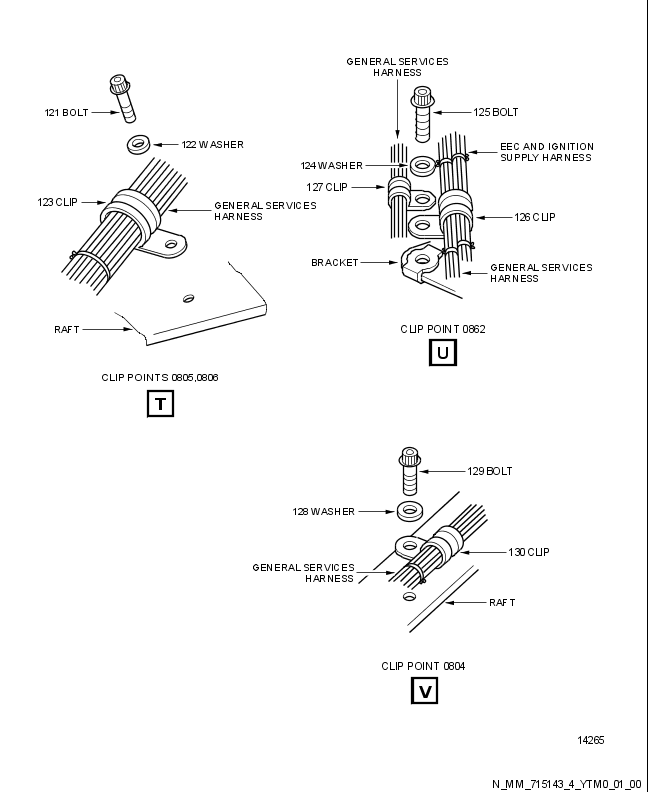 121 BOLT
122 WASHER
123 CLIP
GENERAL SERVICES
HARNESS
RAFT
CLIP POINTS 0805,0806
T
GENERAL SERVICES
HARNESS
125 BOLT
EEC AND IGNITION
SUPPLY HARNESS
124 WASHER
127 CLIP
126 CLIP
BRACKET
GENERAL SERVICES
HARNESS
CLIP POINT 0862
U
129 BOLT
128 WASHER
130 CLIP
GENERAL SERVICES
HARNESS
RAFT
CLIP POINT 0804
V
14265
N_MM_715143_4_YTM0_01_00